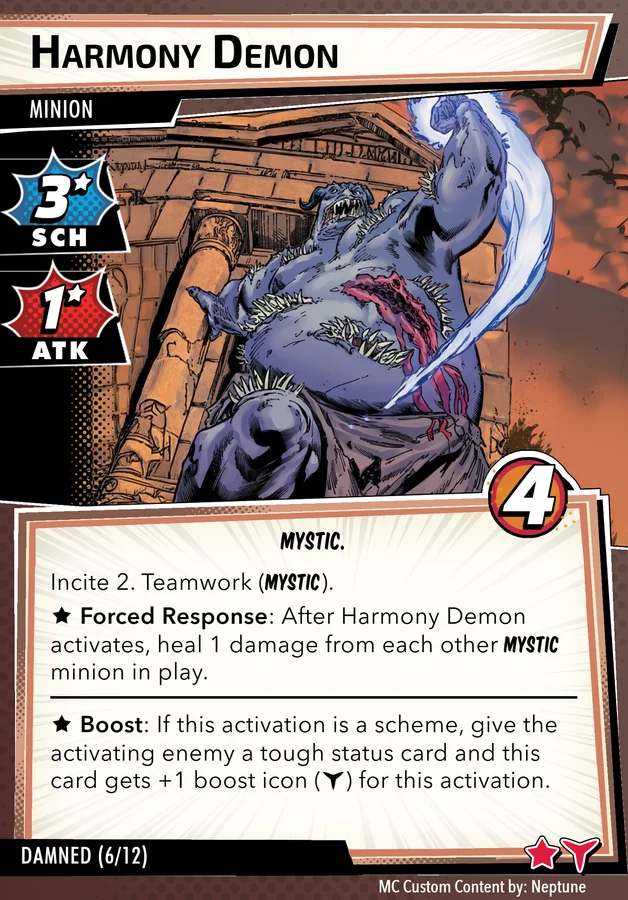 HARMONY DEMON
MINION
3★
SCH
1★
ATK
4
MYSTIC.
Incite 2. Teamwork (MYSTIC).
★ Forced Response: After Harmony Demon
activates, heal 1 damage from each other MYSTIC
minion in play.
★ Boost: If this activation is a scheme, give the
activating enemy a tough status card and this
card gets +1 boost icon () for this activation.
DAMNED (6/12)
MC Custom Content by: Neptune